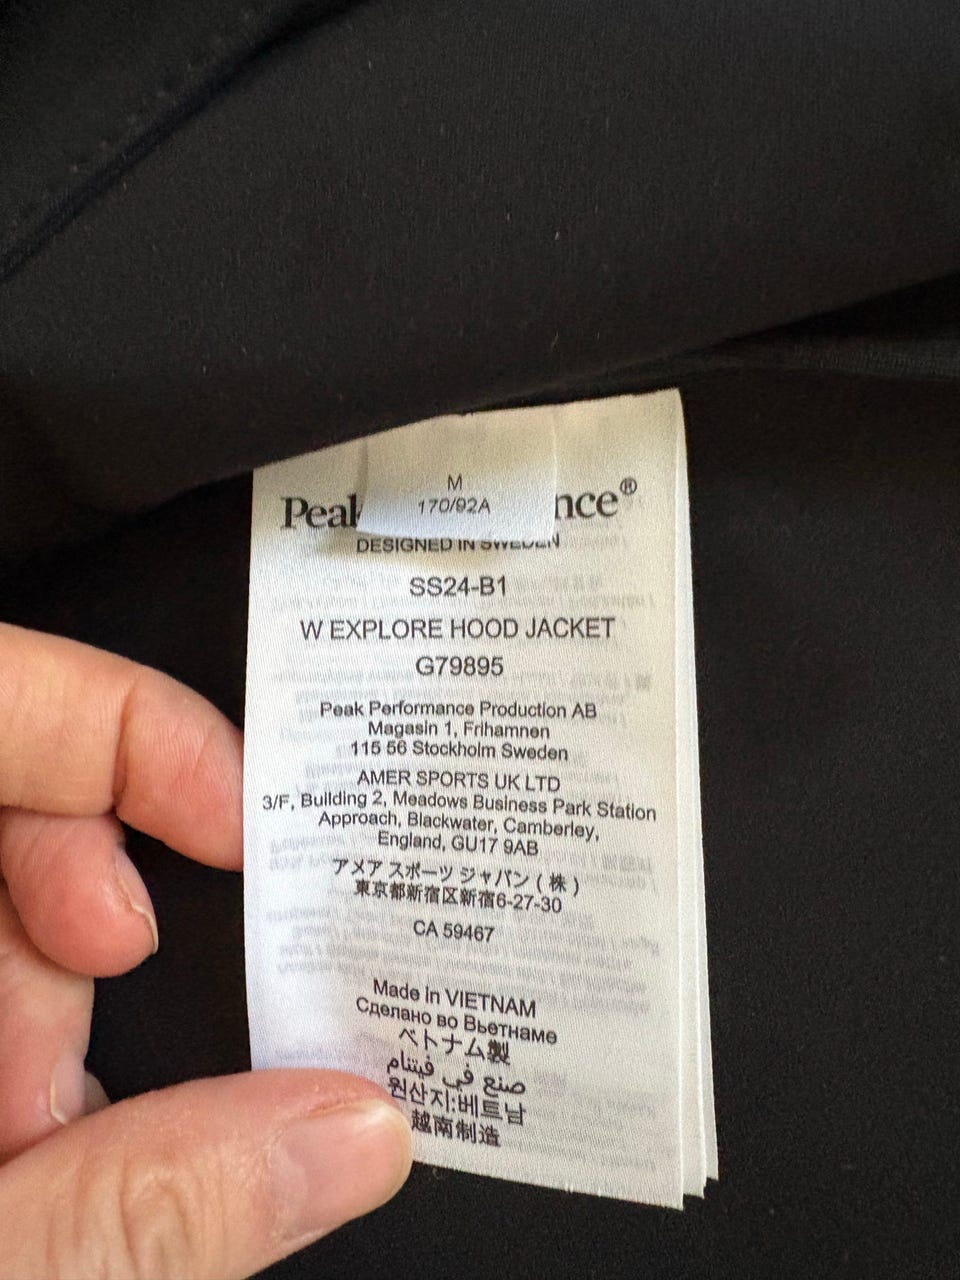 M
170/92A
Peak nce®
DESIGNED IN SWEDEN
SS24-B1
W EXPLORE HOOD JACKET
G79895
Peak Performance Production AB
Magasin 1, Frihamnen
115 56 Stockholm Sweden
AMER SPORTS UK LTD
3/F, Building 2, Meadows Business Park Station
Approach, Blackwater, Camberley,
England, GU17 9AB
アメア スポーツ ジャパン ( 株 )
東京都新宿区新宿6-27-30
CA 59467
Made in VIETNAM
Сделано во Вьетнаме
ベトナム製
صنع في فيتنام
원산지:베트남
越南制造